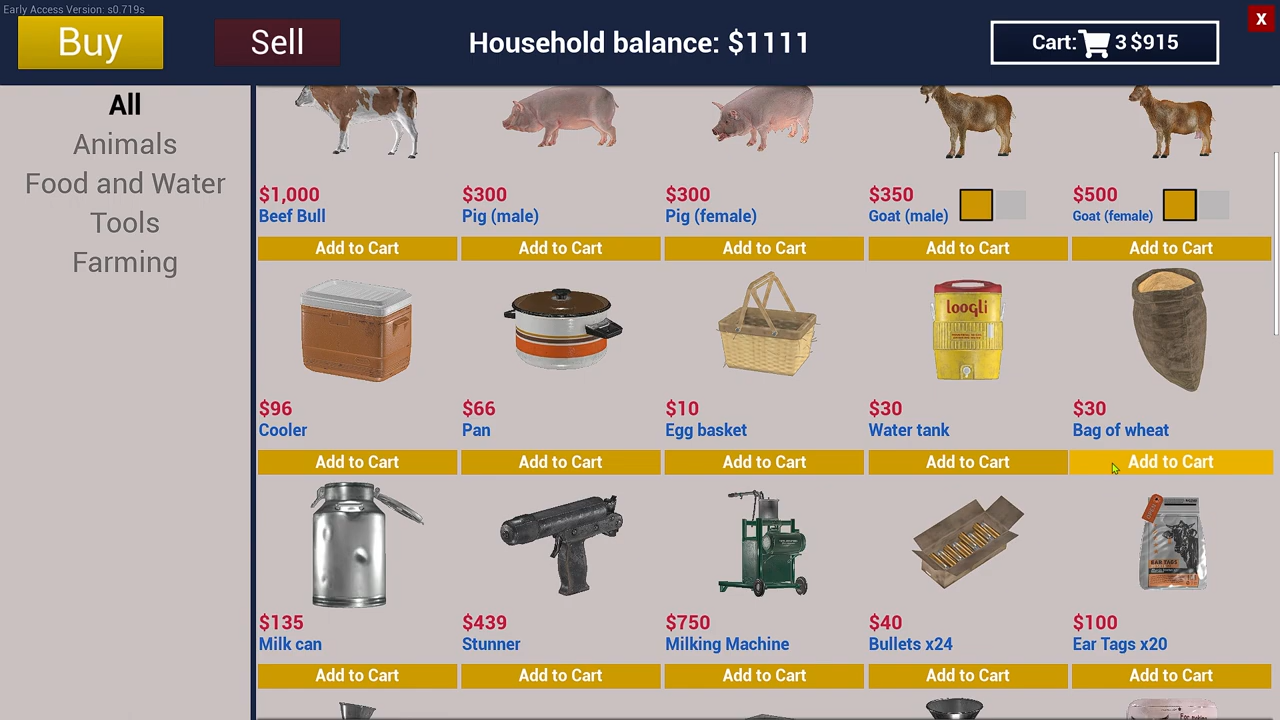 Early Access Version: s0.719s
Buy
Sell
Household balance: $1111
Cart: 3 $915
X
All
Animals
Food and Water
Tools
Farming
$1,000
Beef Bull
Add to Cart
$300
Pig (male)
Add to Cart
$300
Pig (female)
Add to Cart
$350
Goat (male)
Add to Cart
$500
Goat (female)
Add to Cart
$96
Cooler
Add to Cart
$66
Pan
Add to Cart
$10
Egg basket
Add to Cart
loogli
$30
Water tank
Add to Cart
$30
Bag of wheat
Add to Cart
$135
Milk can
Add to Cart
$439
Stunner
Add to Cart
$750
Milking Machine
Add to Cart
$40
Bullets x24
Add to Cart
EAR TAGS
$100
Ear Tags x20
Add to Cart